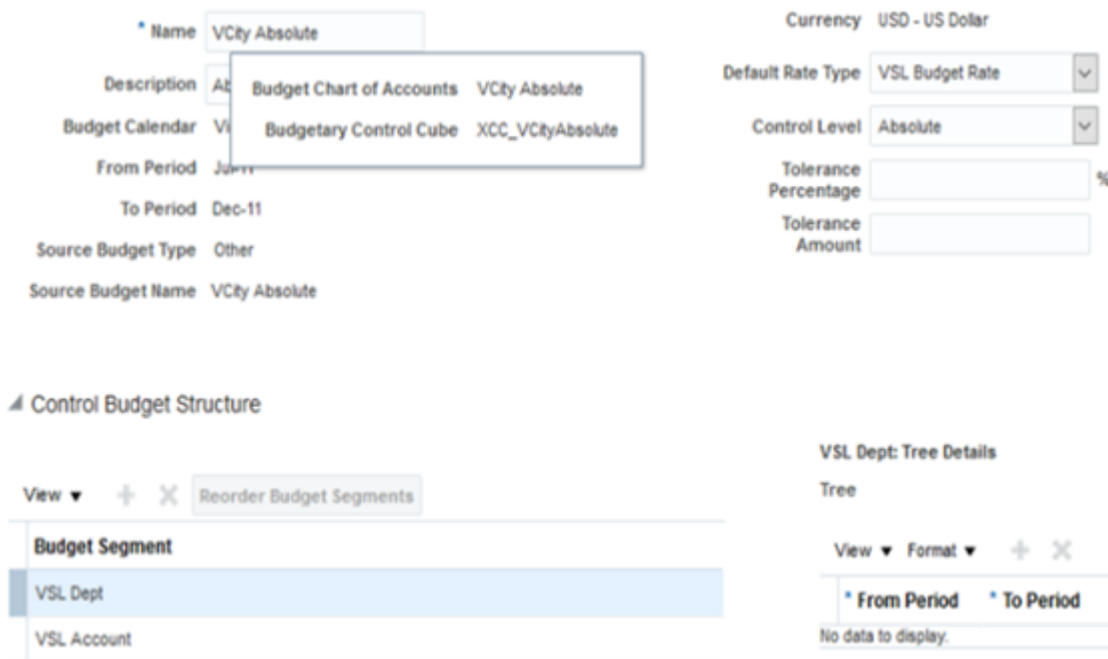 * Name VCity Absolute
Currency USD - US Dollar
Description
Budget Chart of Accounts VCity Absolute
Default Rate Type VSL Budget Rate
Budget Calendar
Budgetary Control Cube XCC_VCityAbsolute
Control Level Absolute
From Period
Tolerance Percentage %
To Period Dec-11
Tolerance Amount
Source Budget Type Other
Source Budget Name VCity Absolute
Control Budget Structure
View Reorder Budget Segments
Budget Segment
VSL Dept
VSL Account
VSL Dept: Tree Details
Tree
View Format
* From Period * To Period
No data to display.